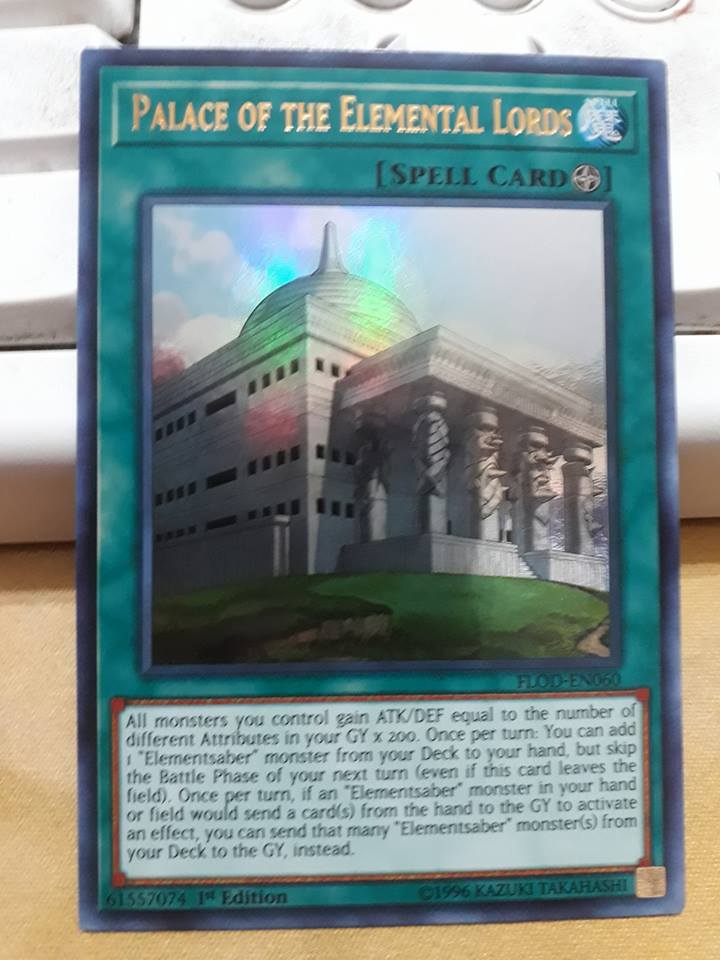 PALACE OF THE ELEMENTAL LORDS 魔
[SPELL CARD]
FLOD-EN060
All monsters you control gain ATK/DEF equal to the number of
different Attributes in your GY x 200. Once per turn: You can add
1 "Elementsaber" monster from your Deck to your hand, but skip
the Battle Phase of your next turn (even if this card leaves the
field). Once per turn, if an "Elementsaber" monster in your hand
or field would send a card(s) from the hand to the GY to activate
an effect, you can send that many "Elementsaber" monster(s) from
your Deck to the GY, instead.
61557074 1st Edition ©1996 KAZUKI TAKAHASHI